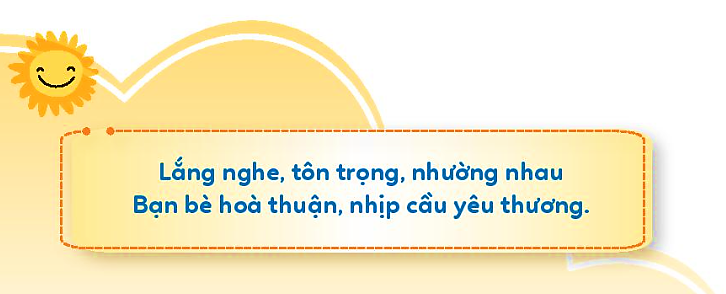 Lắng nghe, tôn trọng, nhường nhau
Bạn bè hoà thuận, nhịp cầu yêu thương.